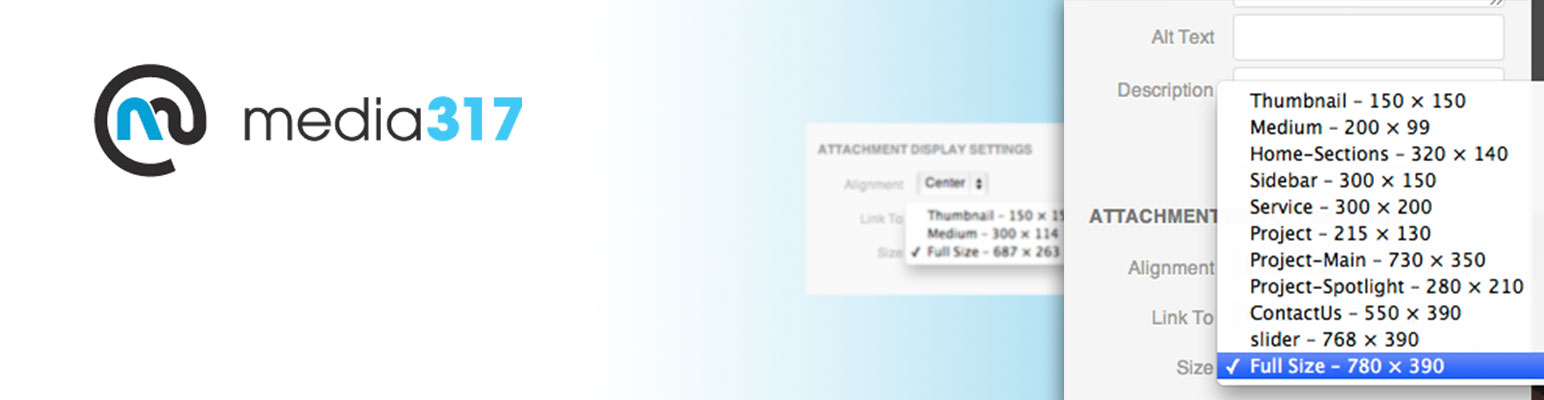 media317
ATTACHMENT DISPLAY SETTINGS
Alignment Center
Link To
Thumbnail – 150 × 15
Medium – 300 × 114
Size ✓ Full Size – 687 × 263
Alt Text
Description
Thumbnail – 150 × 150
Medium – 200 × 99
Home-Sections – 320 × 140
Sidebar – 300 × 150
Service – 300 × 200
ATTACHMENT
Project – 215 × 130
Project-Main – 730 × 350
Alignment
Project-Spotlight – 280 × 210
ContactUs – 550 × 390
Link To
slider – 768 × 390
Size ✓ Full Size – 780 × 390